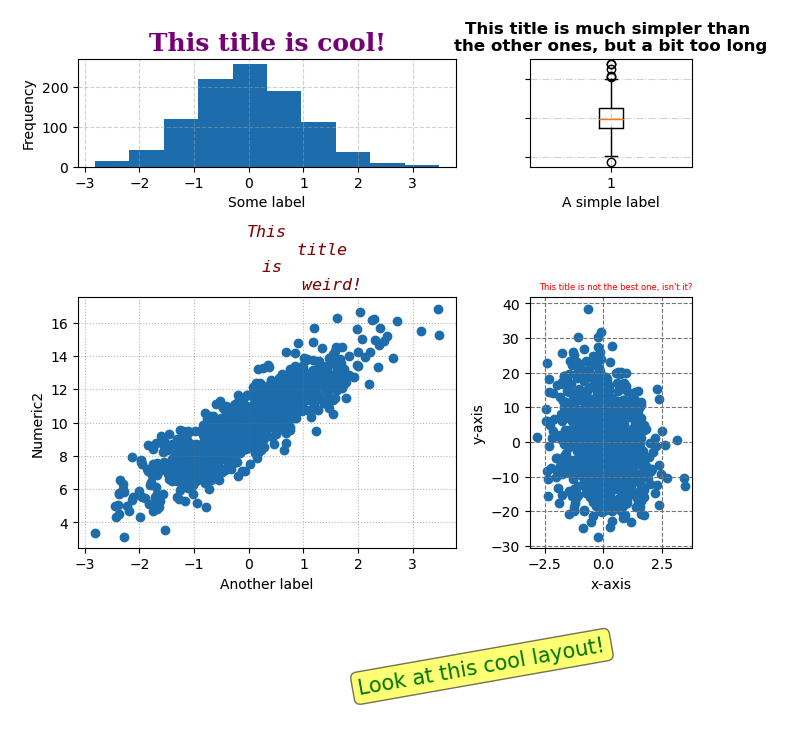 This title is cool!
This title is much simpler than
the other ones, but a bit too long
Frequency
200
100
0
−3 −2 −1 0 1 2 3
Some label
1
A simple label
This
title
is
weird!
Numeric2
16
14
12
10
8
6
4
−3 −2 −1 0 1 2 3
Another label
This title is not the best one, isn't it?
y-axis
40
30
20
10
0
−10
−20
−30
−2.5 0.0 2.5
x-axis
Look at this cool layout!